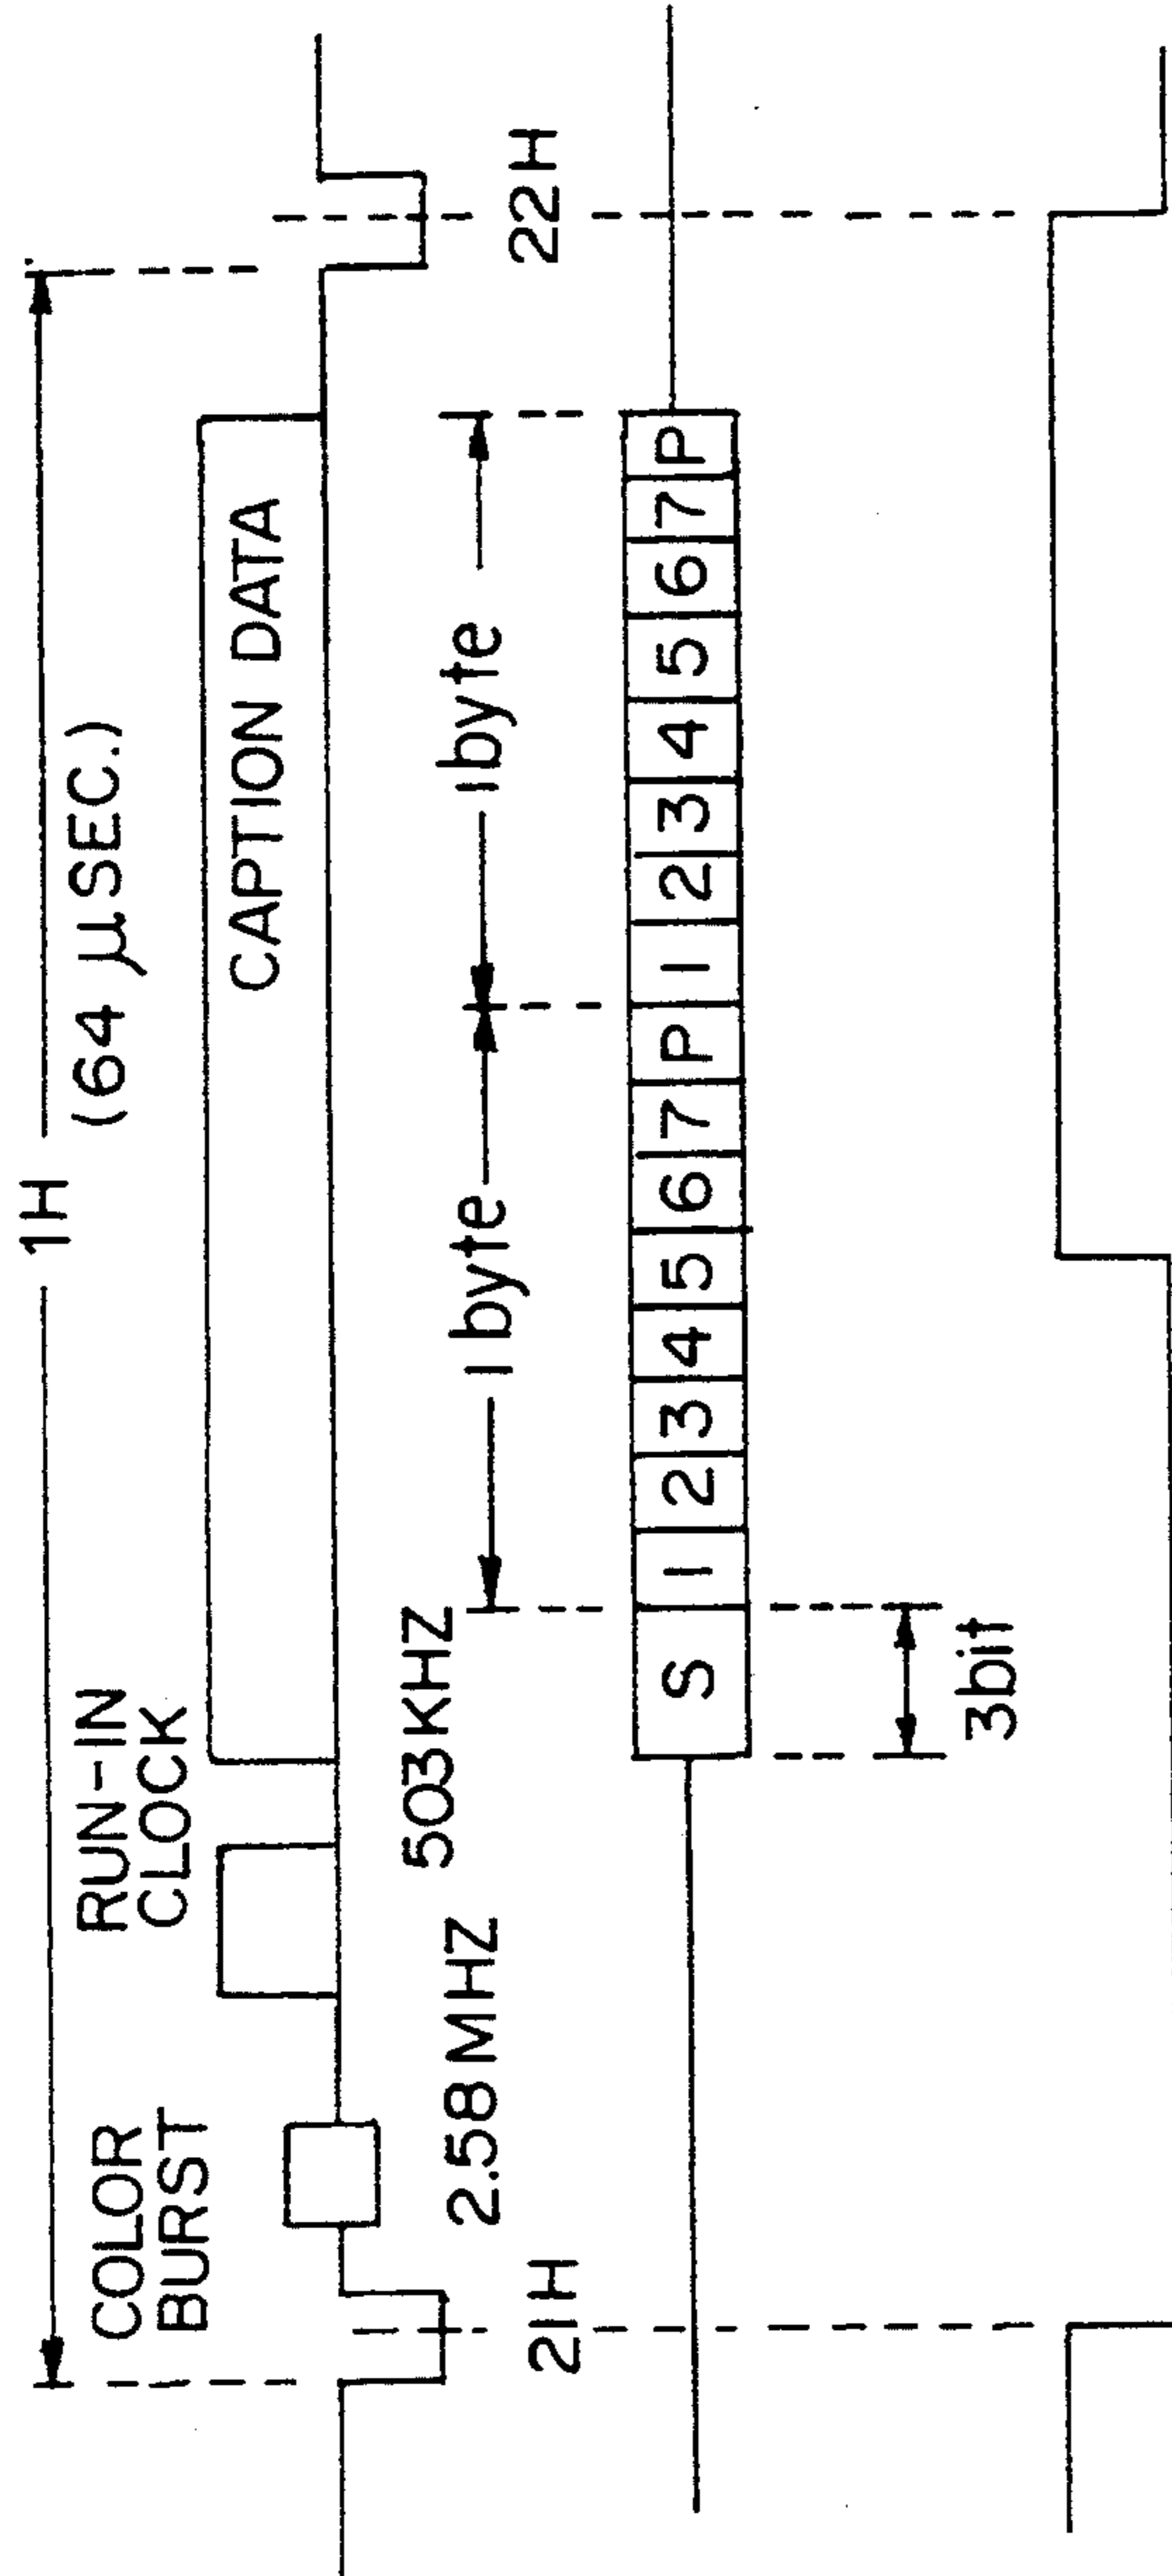 1H
(64 μSEC.)
COLOR
BURST
RUN-IN
CLOCK
CAPTION DATA
2.58MHZ
503KHZ
21H
1byte
1byte
22H
S 1 2 3 4 5 6 7 P 1 2 3 4 5 6 7 P
3bit